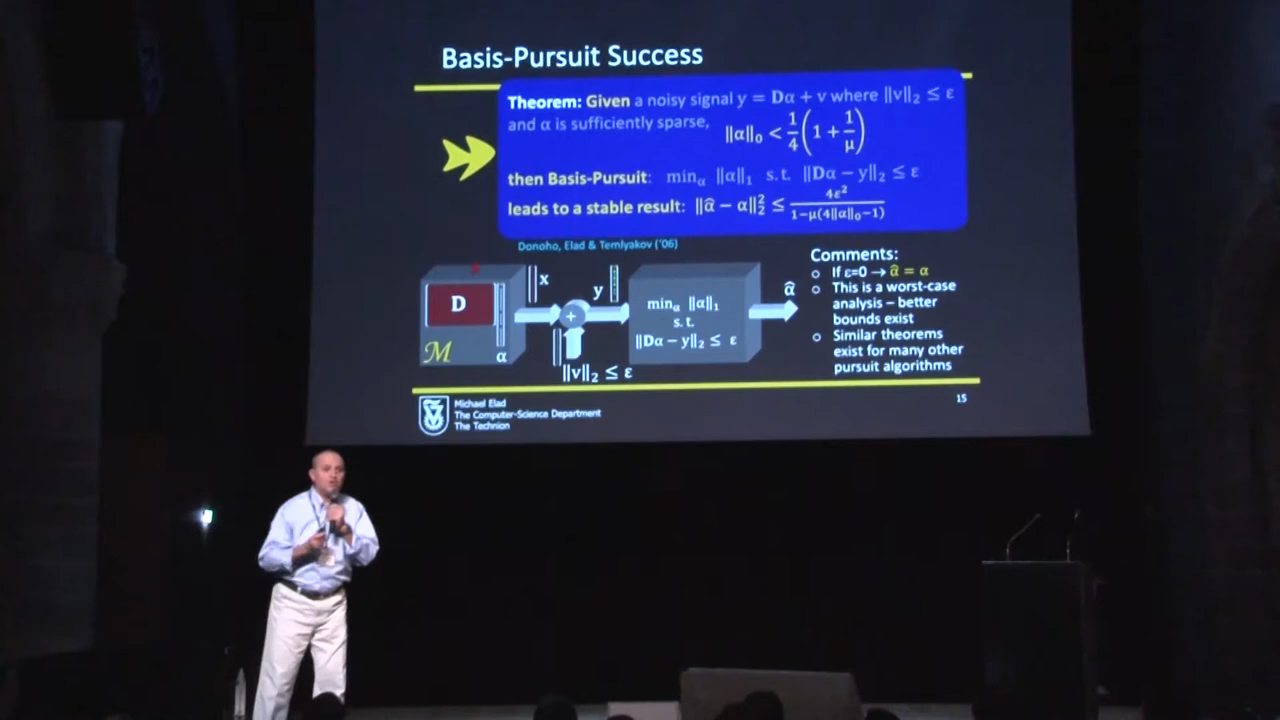 Basis-Pursuit Success
Theorem: Given a noisy signal y = Dα + v where ‖v‖₂ ≤ ε
and α is sufficiently sparse, ‖α‖₀ < 1/4 (1 + 1/μ)
then Basis-Pursuit: min_α ‖α‖₁ s.t. ‖Dα − y‖₂ ≤ ε
leads to a stable result: ‖α̂ − α‖₂² ≤ 4ε²/(1−μ(4‖α‖₀−1))
Donoho, Elad & Temlyakov ('06)
D
ℳ
α
x
+
y
‖v‖₂ ≤ ε
min_α ‖α‖₁
s.t.
‖Dα − y‖₂ ≤ ε
α̂
Comments:
If ε=0 → α̂ = α
This is a worst-case
analysis – better
bounds exist
Similar theorems
exist for many other
pursuit algorithms
Michael Elad
The Computer-Science Department
The Technion
15